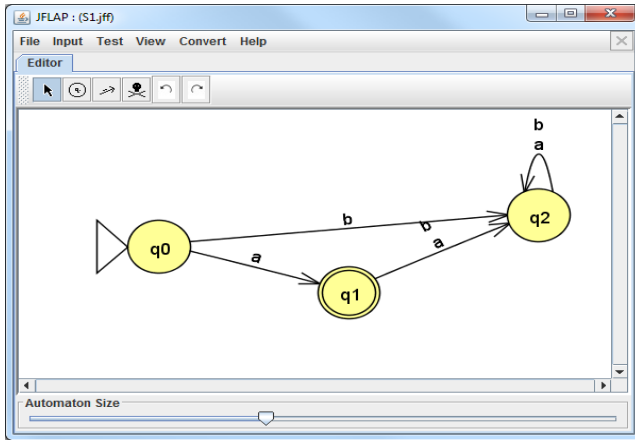 JFLAP : (S1.jff)
File Input Test View Convert Help
Editor
b
a
b
b
a
a
q0
q1
q2
Automaton Size